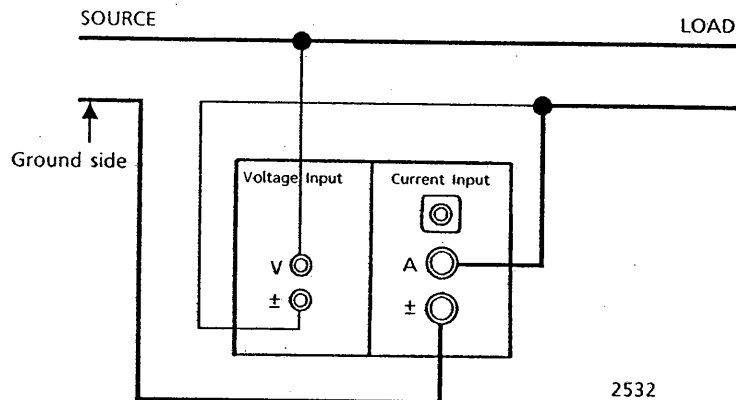 SOURCE
LOAD
Ground side
Voltage Input
Current Input
V
A
±
±
2532